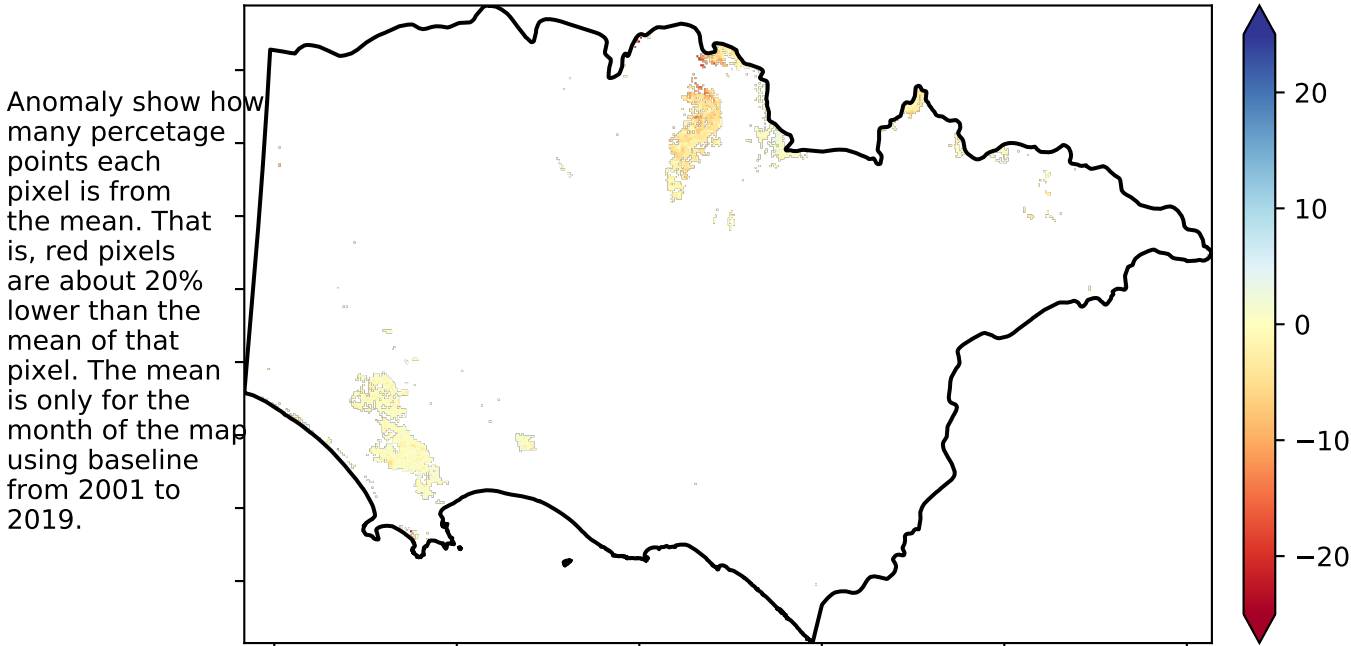 Anomaly show how
many percetage
points each
pixel is from
the mean. That
is, red pixels
are about 20%
lower than the
mean of that
pixel. The mean
is only for the
month of the map
using baseline
from 2001 to
2019.
20
10
0
−10
−20